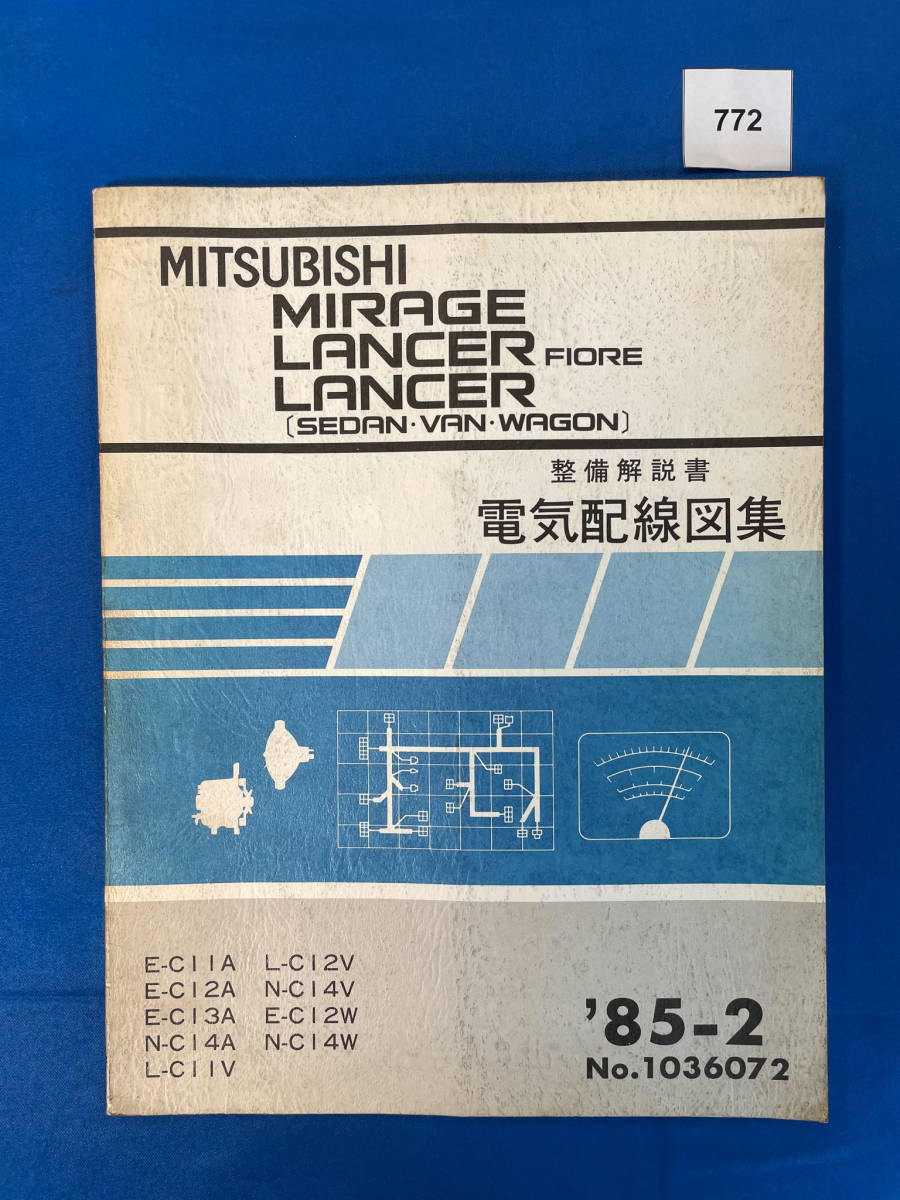 772
MITSUBISHI
MIRAGE
LANCER FIORE
LANCER
〔SEDAN・VAN・WAGON〕
整備解説書
電気配線図集
E-C11A L-C12V
E-C12A N-C14V
E-C13A E-C12W
N-C14A N-C14W
L-C11V
'85-2
No.1036072